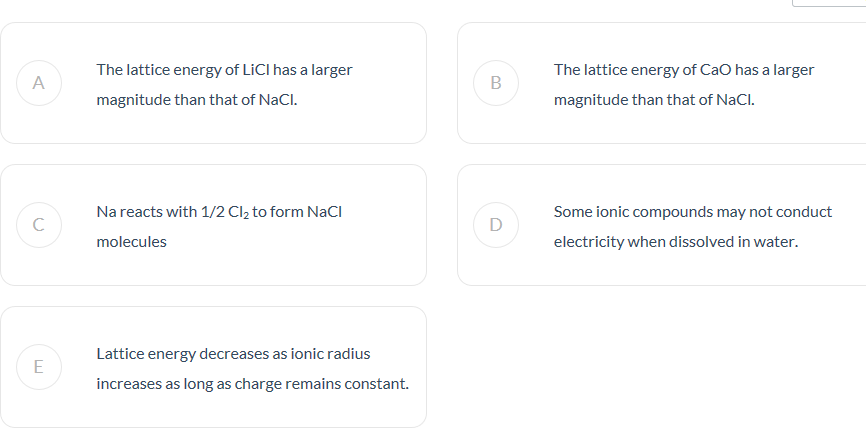 A
The lattice energy of LiCl has a larger
magnitude than that of NaCl.
B
The lattice energy of CaO has a larger
magnitude than that of NaCl.
C
Na reacts with 1/2 Cl₂ to form NaCl
molecules
D
Some ionic compounds may not conduct
electricity when dissolved in water.
E
Lattice energy decreases as ionic radius
increases as long as charge remains constant.